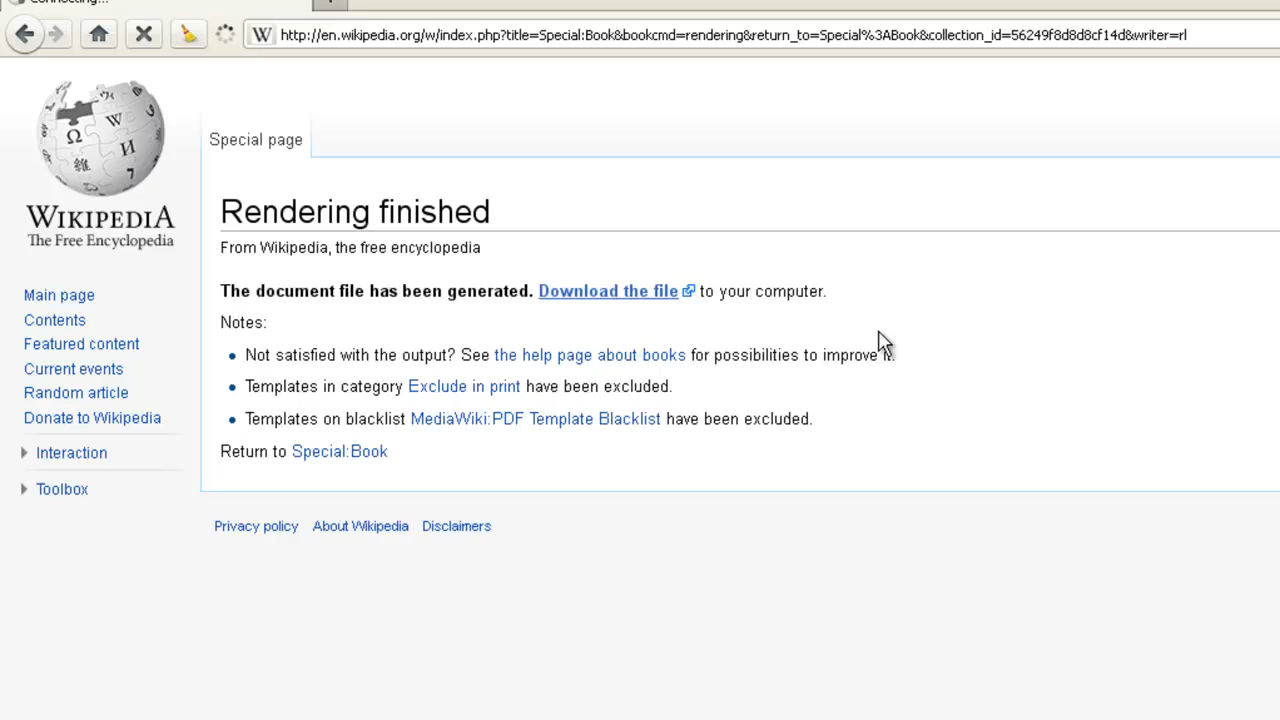 Connecting...
W http://en.wikipedia.org/w/index.php?title=Special:Book&bookcmd=rendering&return_to=Special%3ABook&collection_id=56249f8d8d8cf14d&writer=rl
Ω W И 維 7
WIKIPEDIA
The Free Encyclopedia
Special page
Rendering finished
From Wikipedia, the free encyclopedia
The document file has been generated. Download the file to your computer.
Notes:
Not satisfied with the output? See the help page about books for possibilities to improve it.
Templates in category Exclude in print have been excluded.
Templates on blacklist MediaWiki:PDF Template Blacklist have been excluded.
Return to Special:Book
Main page
Contents
Featured content
Current events
Random article
Donate to Wikipedia
Interaction
Toolbox
Privacy policy About Wikipedia Disclaimers